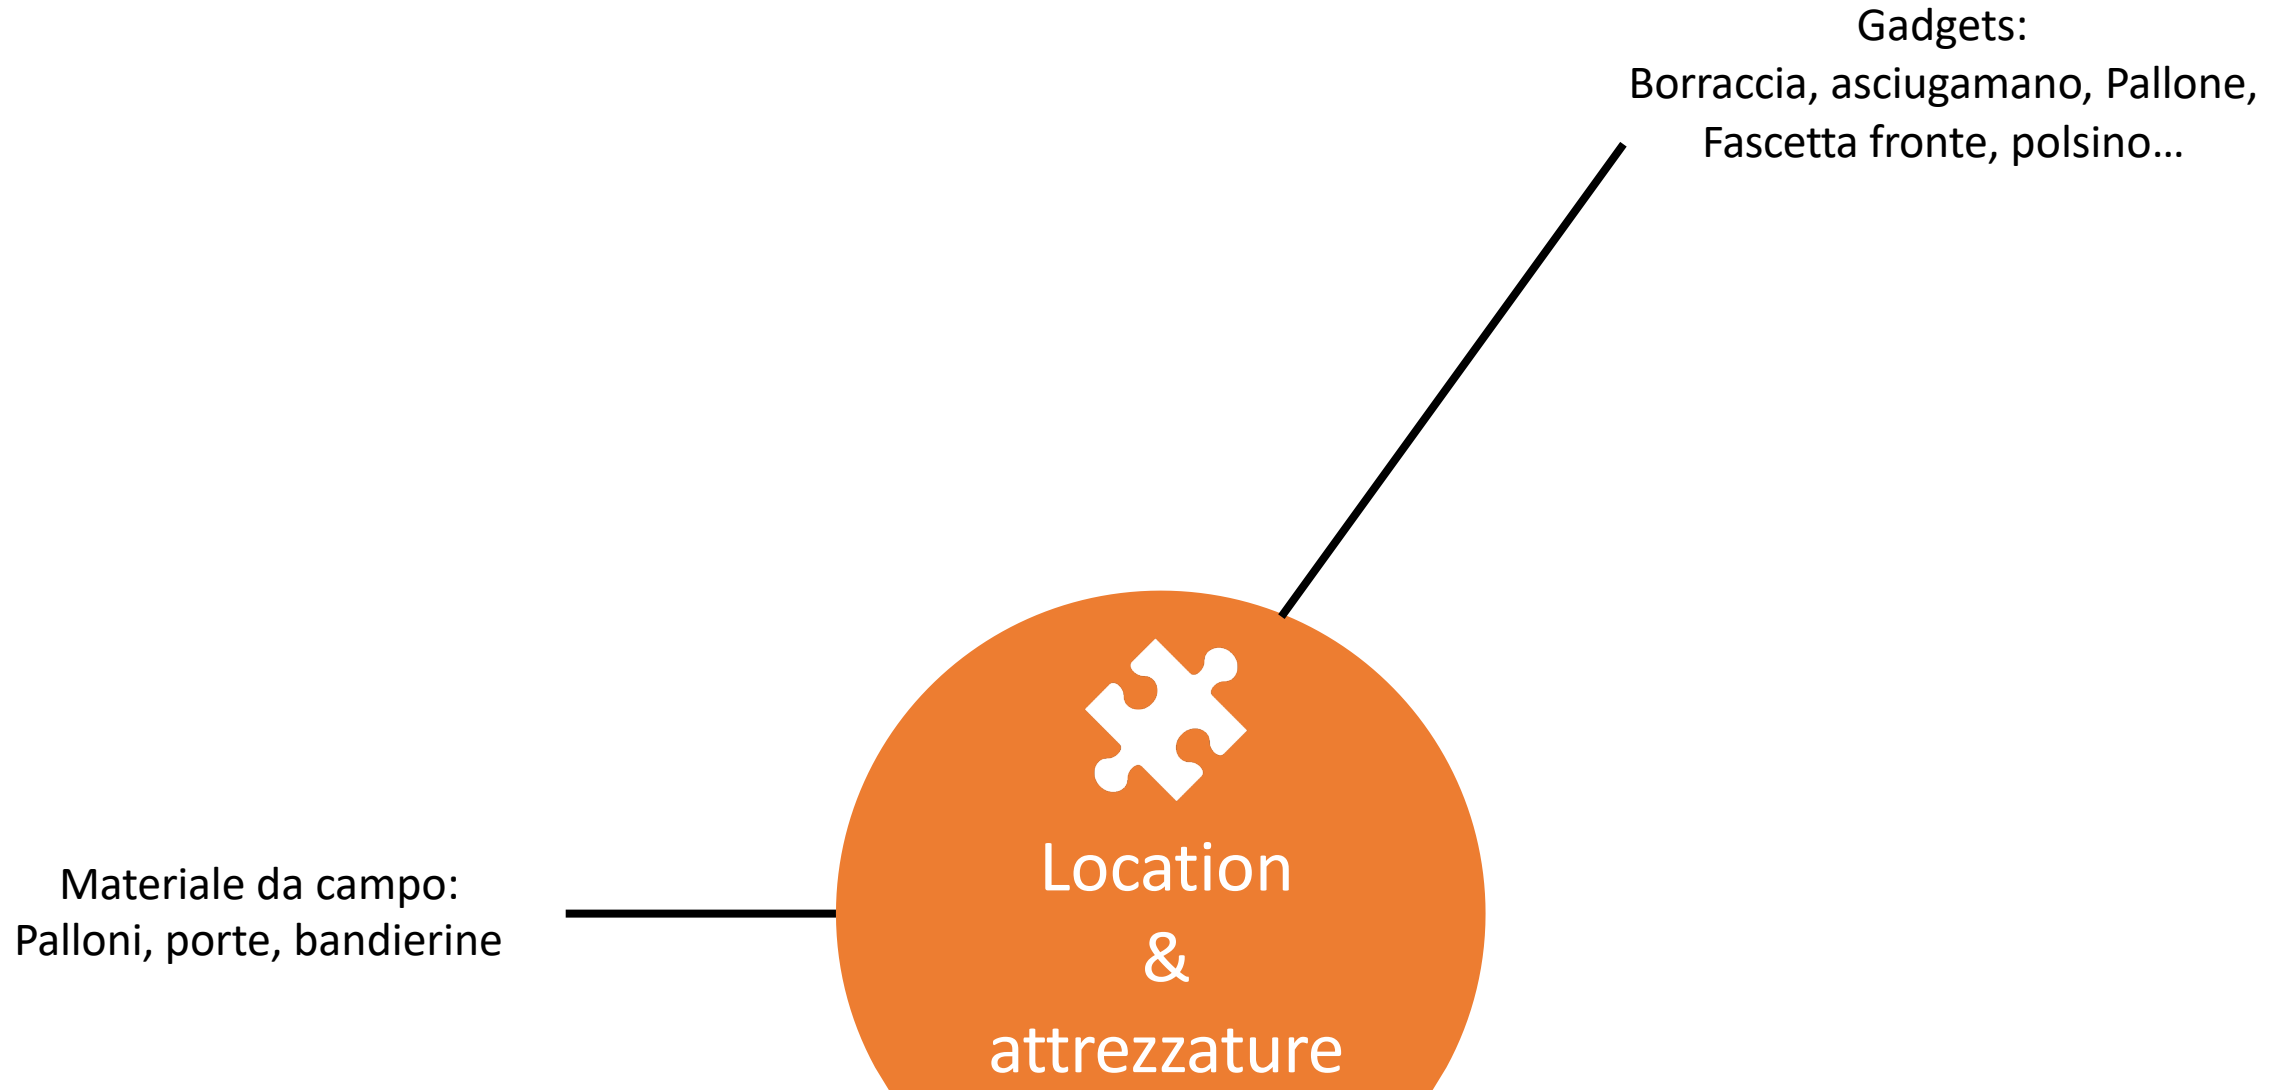 Gadgets:
Borraccia, asciugamano, Pallone,
Fascetta fronte, polsino...
Location
&
attrezzature
Materiale da campo:
Palloni, porte, bandierine